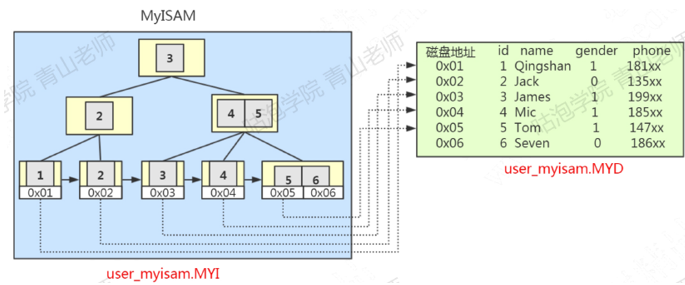 MyISAM
3
2
4 5
1 2 3 4 5 6
0x01 0x02 0x03 0x04 0x05 0x06
user_myisam.MYI
磁盘地址 id name gender phone
0x01 1 Qingshan 1 181xx
0x02 2 Jack 0 135xx
0x03 3 James 1 199xx
0x04 4 Mic 1 185xx
0x05 5 Tom 1 147xx
0x06 6 Seven 0 186xx
user_myisam.MYD
咕泡学院 青山老师
咕泡学院 青山老师